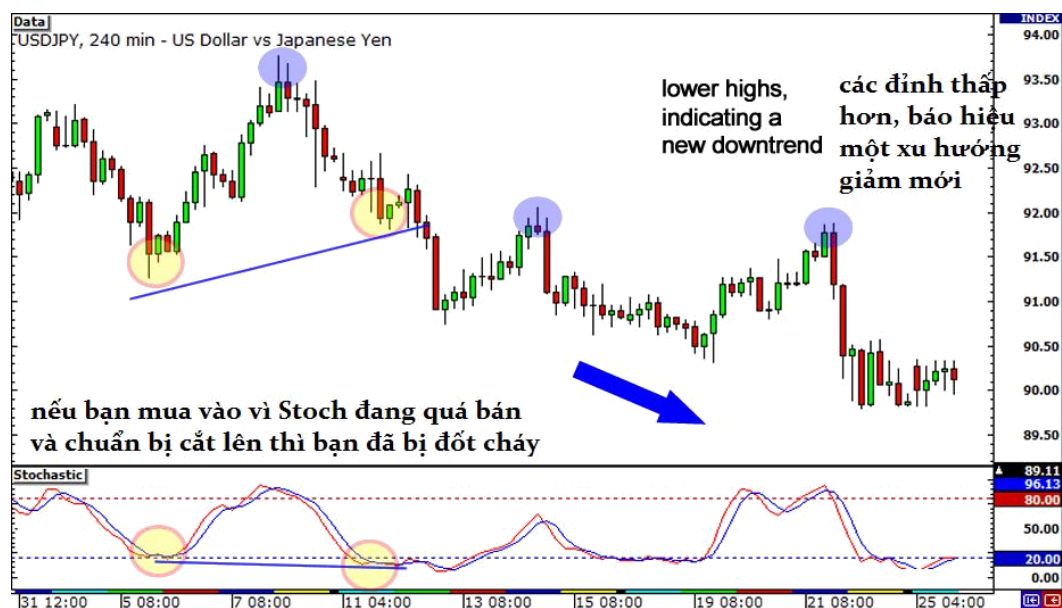 Data
INDEX
USDJPY, 240 min - US Dollar vs Japanese Yen
94.00
93.50
93.00
92.50
92.00
91.50
91.00
90.50
90.00
89.50
lower highs,
indicating a
new downtrend
các đỉnh thấp
hơn, báo hiệu
một xu hướng
giảm mới
nếu bạn mua vào vì Stoch đang quá bán
và chuẩn bị cắt lên thì bạn đã bị đốt cháy
Stochastic
89.11
96.13
80.00
50.00
20.00
0.00
31 12:00 5 08:00 7 08:00 11 04:00 13 08:00 15 08:00 19 08:00 21 08:00 25 04:00